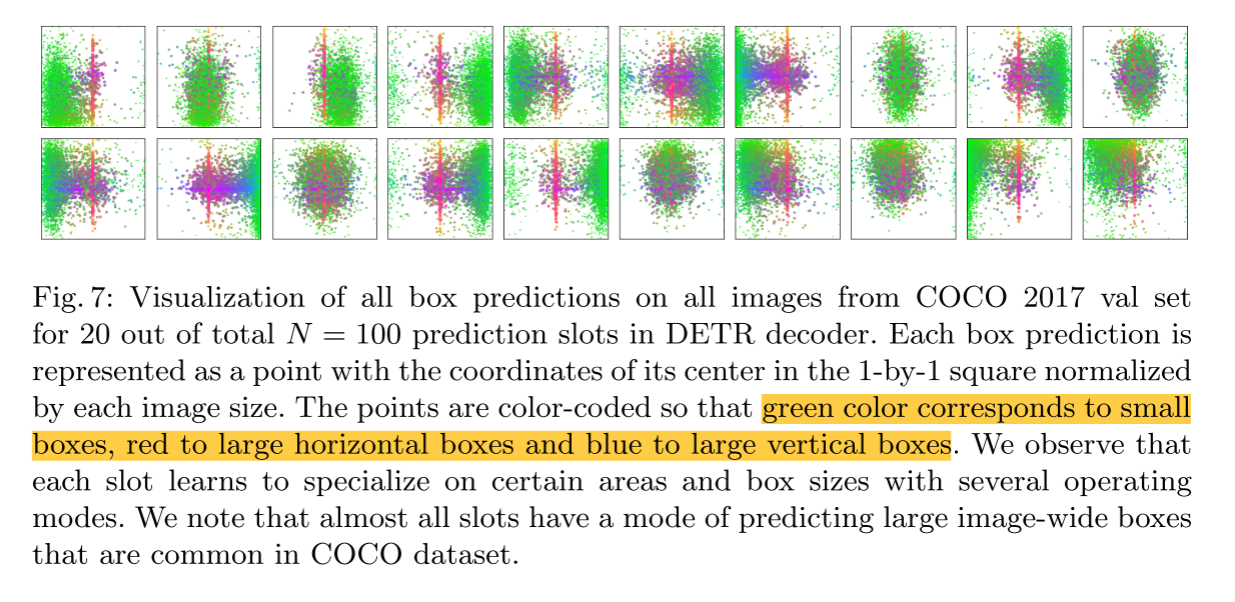 Fig. 7: Visualization of all box predictions on all images from COCO 2017 val set
for 20 out of total N = 100 prediction slots in DETR decoder. Each box prediction is
represented as a point with the coordinates of its center in the 1-by-1 square normalized
by each image size. The points are color-coded so that green color corresponds to small
boxes, red to large horizontal boxes and blue to large vertical boxes. We observe that
each slot learns to specialize on certain areas and box sizes with several operating
modes. We note that almost all slots have a mode of predicting large image-wide boxes
that are common in COCO dataset.